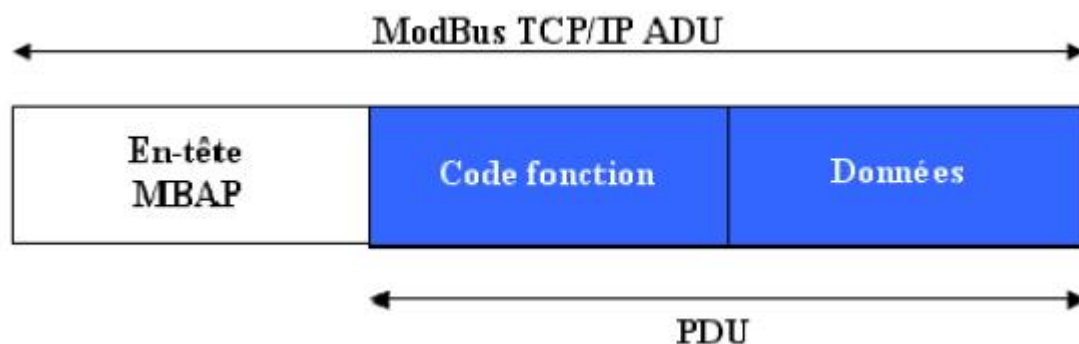 ModBus TCP/IP ADU
En-tête
MBAP
Code fonction
Données
PDU